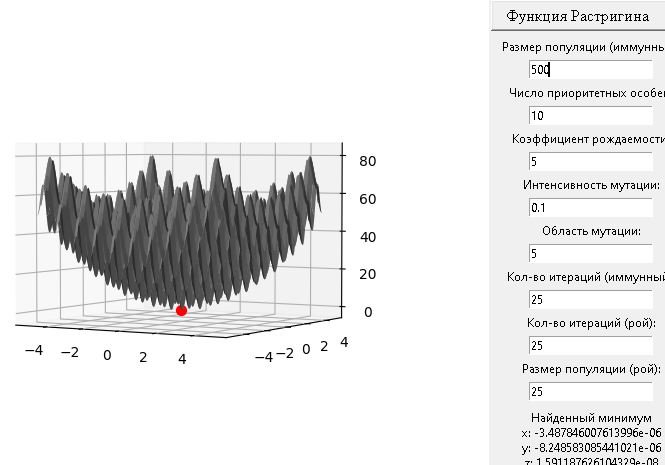 Функция Растригина
Размер популяции (иммунны
500
Число приоритетных особе
10
Коэффициент рождаемости
5
Интенсивность мутации:
0.1
Область мутации:
5
Кол-во итераций (иммунный
25
Кол-во итераций (рой):
25
Размер популяции (рой):
25
Найденный минимум
x: -3.487846007613996e-06
y: -8.248583085441021e-06
z: 1.591187626104329e-08
80
60
40
20
0
−4 −2 0 2 4
−4 −2 0 2 4